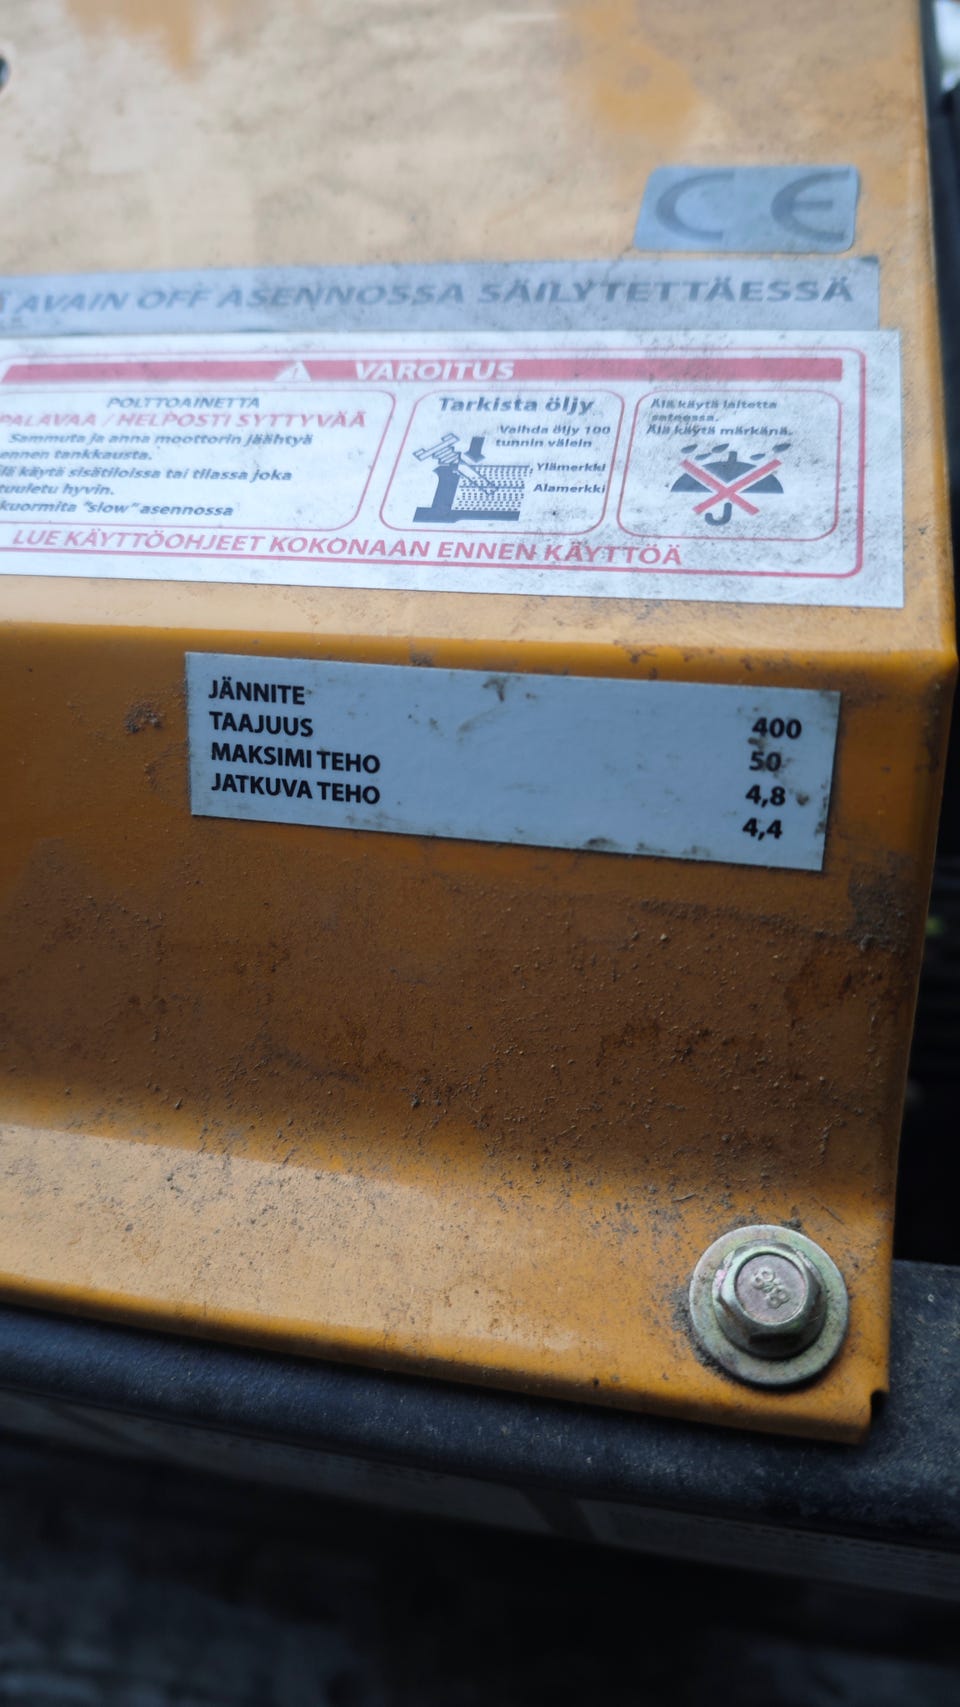 CE
Ä AVAIN OFF ASENNOSSA SÄILYTETTÄESSÄ
VAROITUS
POLTTOAINETTA
PALAVAA / HELPOSTI SYTTYVÄÄ
Sammuta ja anna moottorin jäähtyä
ennen tankkausta.
älä käytä sisätiloissa tai tilassa joka
tuuletu hyvin.
kuormita "slow" asennossa
Tarkista öljy
Vaihda öljy 100
tunnin välein
Ylämerkki
Alamerkki
Älä käytä laitetta
sateessa.
Älä käytä märkänä.
LUE KÄYTTÖOHJEET KOKONAAN ENNEN KÄYTTÖÄ
JÄNNITE 400
TAAJUUS 50
MAKSIMI TEHO 4,8
JATKUVA TEHO 4,4
8.8